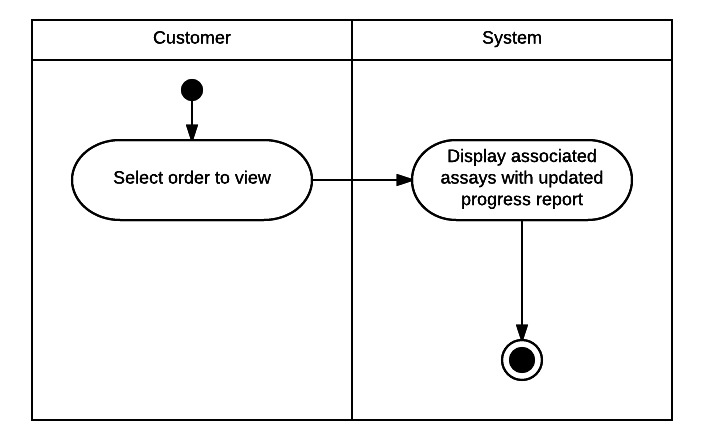 Customer
System
Select order to view
Display associated
assays with updated
progress report